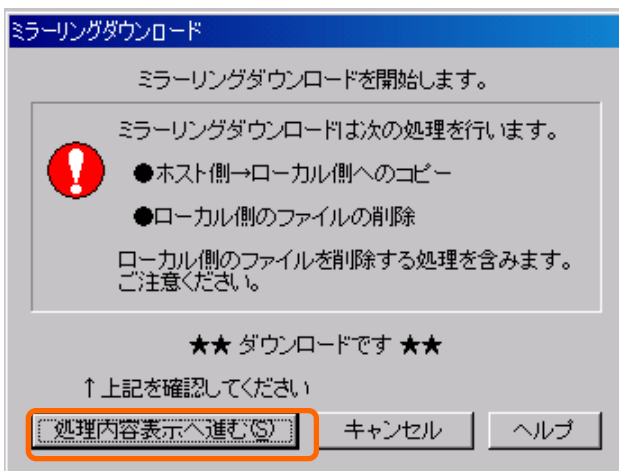 ミラーリングダウンロード
ミラーリングダウンロードを開始します。
ミラーリングダウンロードは次の処理を行います。
●ホスト側→ローカル側へのコピー
●ローカル側のファイルの削除
ローカル側のファイルを削除する処理を含みます。
ご注意ください。
★★ ダウンロードです ★★
↑上記を確認してください
処理内容表示へ進む(S)
キャンセル
ヘルプ